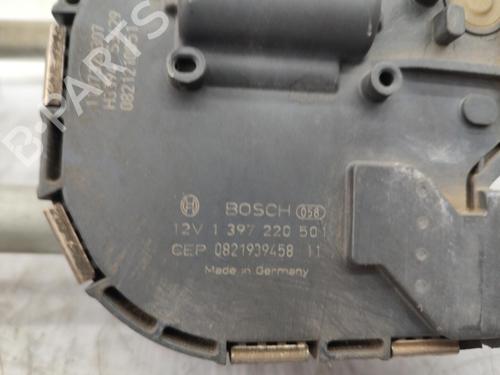 BOSCH 058
12V 1 397 220 501
CEP 0821939458 11
Made in Germany
B-PARTS